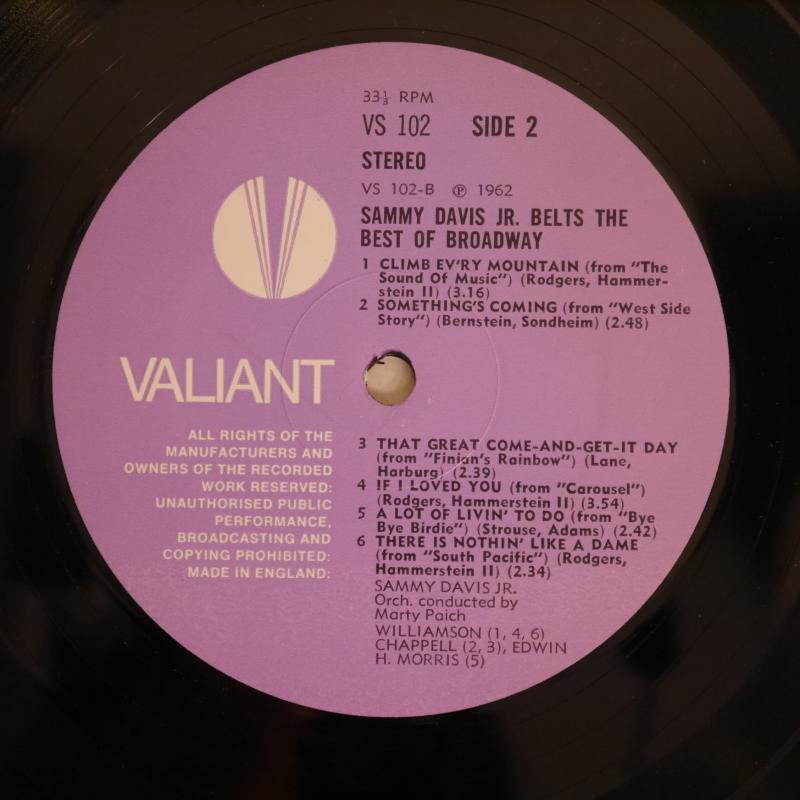 33⅓ RPM
VS 102 SIDE 2
STEREO
VS 102-B ℗ 1962
SAMMY DAVIS JR. BELTS THE
BEST OF BROADWAY
1 CLIMB EV'RY MOUNTAIN (from "The
Sound Of Music") (Rodgers, Hammer-
stein II) (3.16)
2 SOMETHING'S COMING (from "West Side
Story") (Bernstein, Sondheim) (2.48)
VALIANT
ALL RIGHTS OF THE
MANUFACTURERS AND
OWNERS OF THE RECORDED
WORK RESERVED:
UNAUTHORISED PUBLIC
PERFORMANCE,
BROADCASTING AND
COPYING PROHIBITED:
MADE IN ENGLAND:
3 THAT GREAT COME-AND-GET-IT DAY
(from "Finian's Rainbow") (Lane,
Harburg) (2.39)
4 IF I LOVED YOU (from "Carousel")
(Rodgers, Hammerstein II) (3.54)
5 A LOT OF LIVIN' TO DO (from "Bye
Bye Birdie") (Strouse, Adams) (2.42)
6 THERE IS NOTHIN' LIKE A DAME
(from "South Pacific") (Rodgers,
Hammerstein II) (2.34)
SAMMY DAVIS JR.
Orch. conducted by
Marty Paich
WILLIAMSON (1, 4, 6)
CHAPPELL (2, 3), EDWIN
H. MORRIS (5)